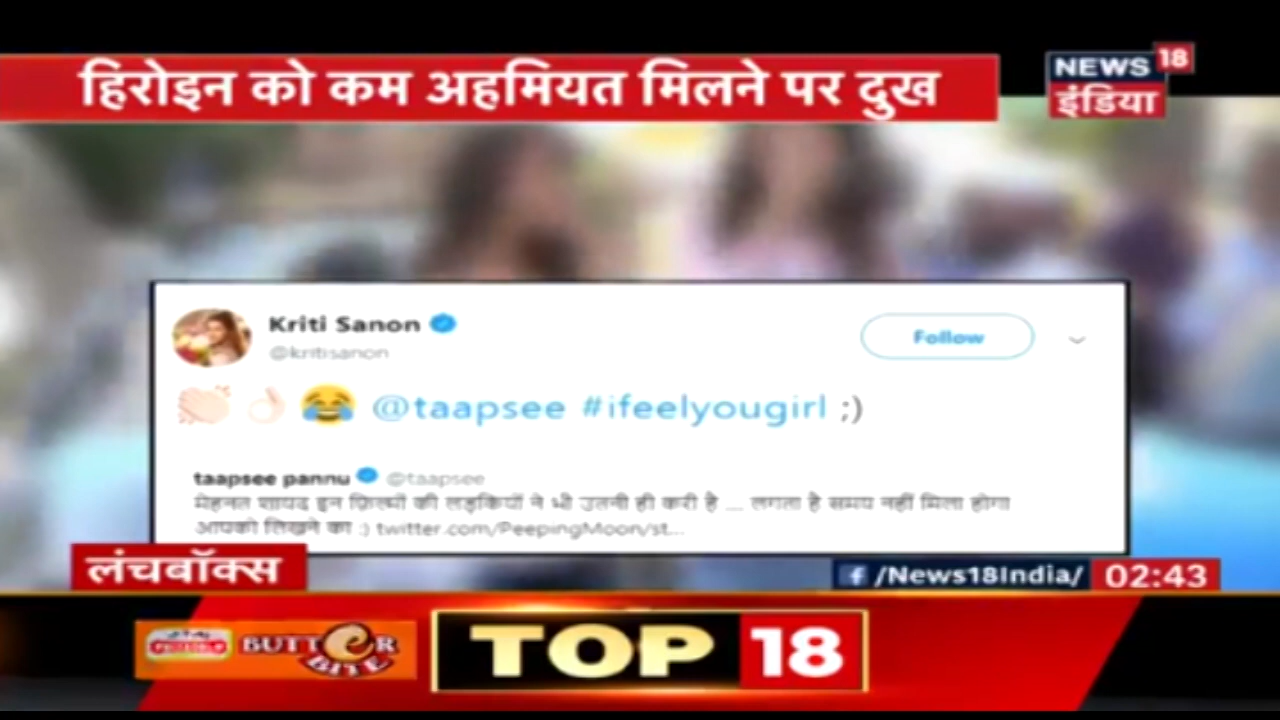 हिरोइन को कम अहमियत मिलने पर दुख
NEWS 18
इंडिया
Kriti Sanon
@kritisanon
Follow
@taapsee #ifeelyougirl ;)
taapsee pannu @taapsee
मेहनत शायद इन फ़िल्मों की लड़कियों ने भी उतनी ही करी है ... लगता है समय नहीं मिला होगा
आपको लिखने का :) twitter.com/PeepingMoon/st...
लंचबॉक्स
f /News18India/ 02:43
BUTTER
BITE
TOP 18